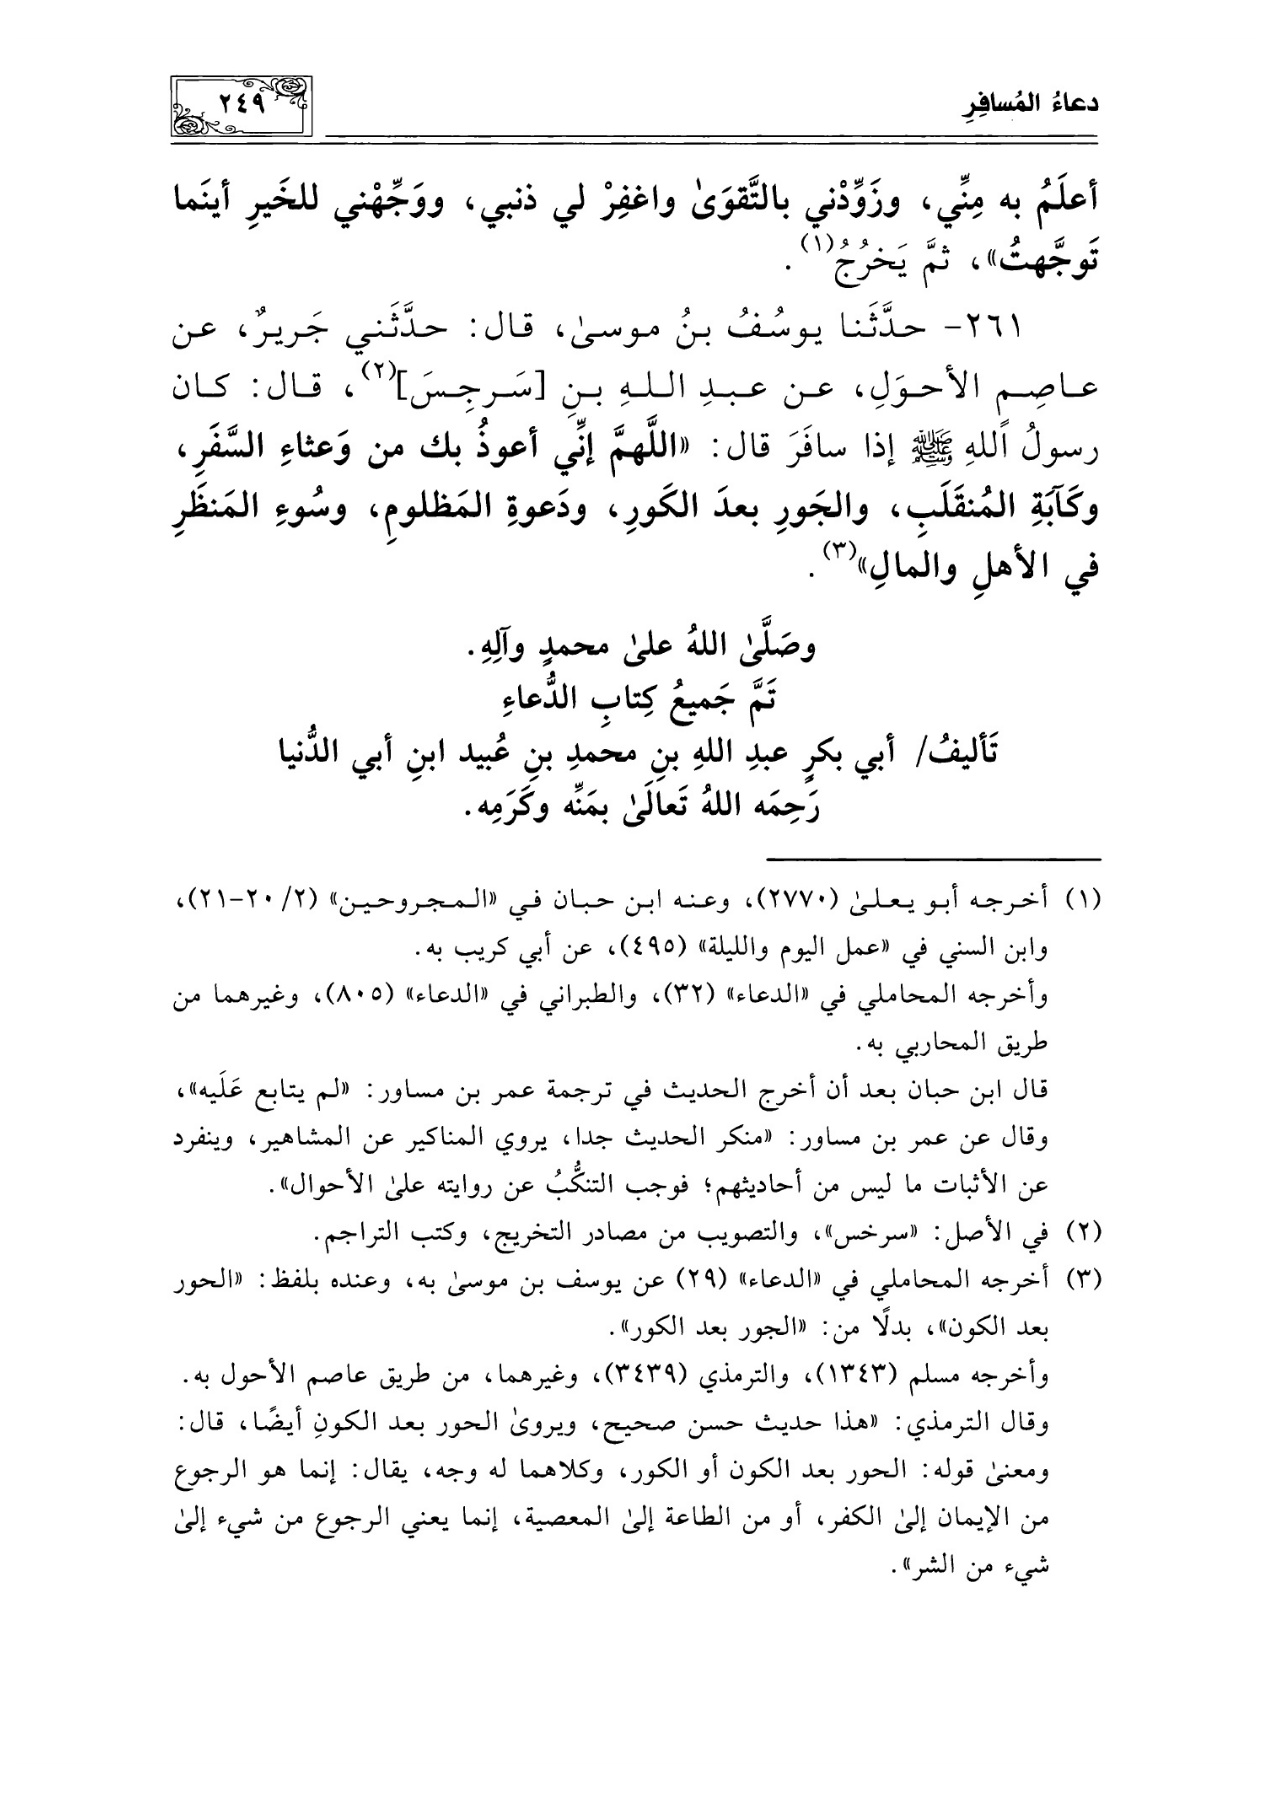 دعاءُ المُسافِرِ
٢٤٩
أعلَمُ به مِنِّي، وزَوِّدْني بالتَّقوَىٰ واغفِرْ لي ذنبي، ووَجِّهْني للخَيرِ أينَما
تَوجَّهتُ»، ثمَّ يَخرُجُ(١).
٢٦١- حدَّثَنا يوسُفُ بنُ موسىٰ، قال: حدَّثَني جَريرٌ، عن
عاصِمٍ الأحوَلِ، عن عبدِ اللهِ بنِ [سَرجِسَ](٢)، قال: كان
رسولُ اللهِ ﷺ إذا سافَرَ قال: «اللَّهمَّ إنِّي أعوذُ بك من وَعثاءِ السَّفَرِ،
وكَآبَةِ المُنقَلَبِ، والجَورِ بعدَ الكَورِ، ودَعوةِ المَظلومِ، وسُوءِ المَنظَرِ
في الأهلِ والمالِ»(٣).
وصَلَّىٰ اللهُ علىٰ محمدٍ وآلِهِ.
تَمَّ جَميعُ كِتابِ الدُّعاءِ
تَأليفُ/ أبي بكرٍ عبدِ اللهِ بنِ محمدِ بنِ عُبيد ابنِ أبي الدُّنيا
رَحِمَه اللهُ تَعالَىٰ بمَنِّه وكَرَمِه.
(١) أخرجه أبو يعلىٰ (٢٧٧٠)، وعنه ابن حبان في «المجروحين» (٢/ ٢٠-٢١)،
وابن السني في «عمل اليوم والليلة» (٤٩٥)، عن أبي كريب به.
وأخرجه المحاملي في «الدعاء» (٣٢)، والطبراني في «الدعاء» (٨٠٥)، وغيرهما من
طريق المحاربي به.
قال ابن حبان بعد أن أخرج الحديث في ترجمة عمر بن مساور: «لم يتابع عَلَيه»،
وقال عن عمر بن مساور: «منكر الحديث جدا، يروي المناكير عن المشاهير، وينفرد
عن الأثبات ما ليس من أحاديثهم؛ فوجب التنكُّبُ عن روايته علىٰ الأحوال».
(٢) في الأصل: «سرخس»، والتصويب من مصادر التخريج، وكتب التراجم.
(٣) أخرجه المحاملي في «الدعاء» (٢٩) عن يوسف بن موسىٰ به، وعنده بلفظ: «الحور
بعد الكون»، بدلًا من: «الجور بعد الكور».
وأخرجه مسلم (١٣٤٣)، والترمذي (٣٤٣٩)، وغيرهما، من طريق عاصم الأحول به.
وقال الترمذي: «هذا حديث حسن صحيح، ويروىٰ الحور بعد الكونِ أيضًا، قال:
ومعنىٰ قوله: الحور بعد الكون أو الكور، وكلاهما له وجه، يقال: إنما هو الرجوع
من الإيمان إلىٰ الكفر، أو من الطاعة إلىٰ المعصية، إنما يعني الرجوع من شيء إلىٰ
شيء من الشر».